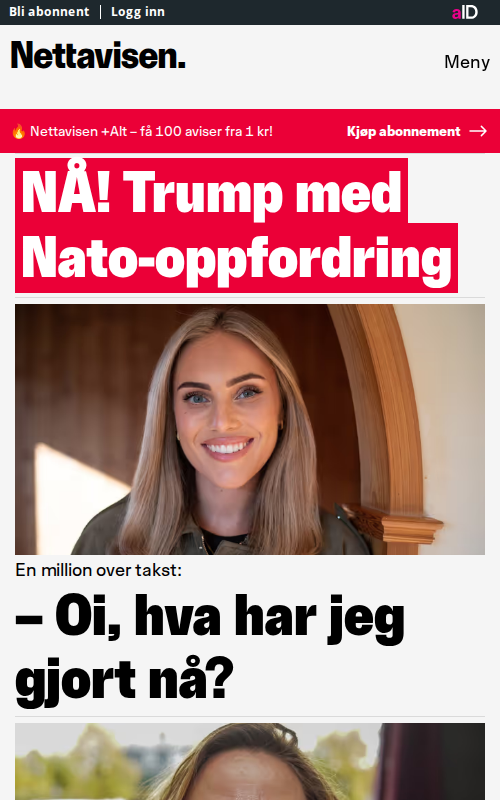 Bli abonnent | Logg inn
aID
Nettavisen.
Meny
🔥 Nettavisen +Alt – få 100 aviser fra 1 kr!
Kjøp abonnement →
NÅ! Trump med
Nato-oppfordring
En million over takst:
– Oi, hva har jeg
gjort nå?